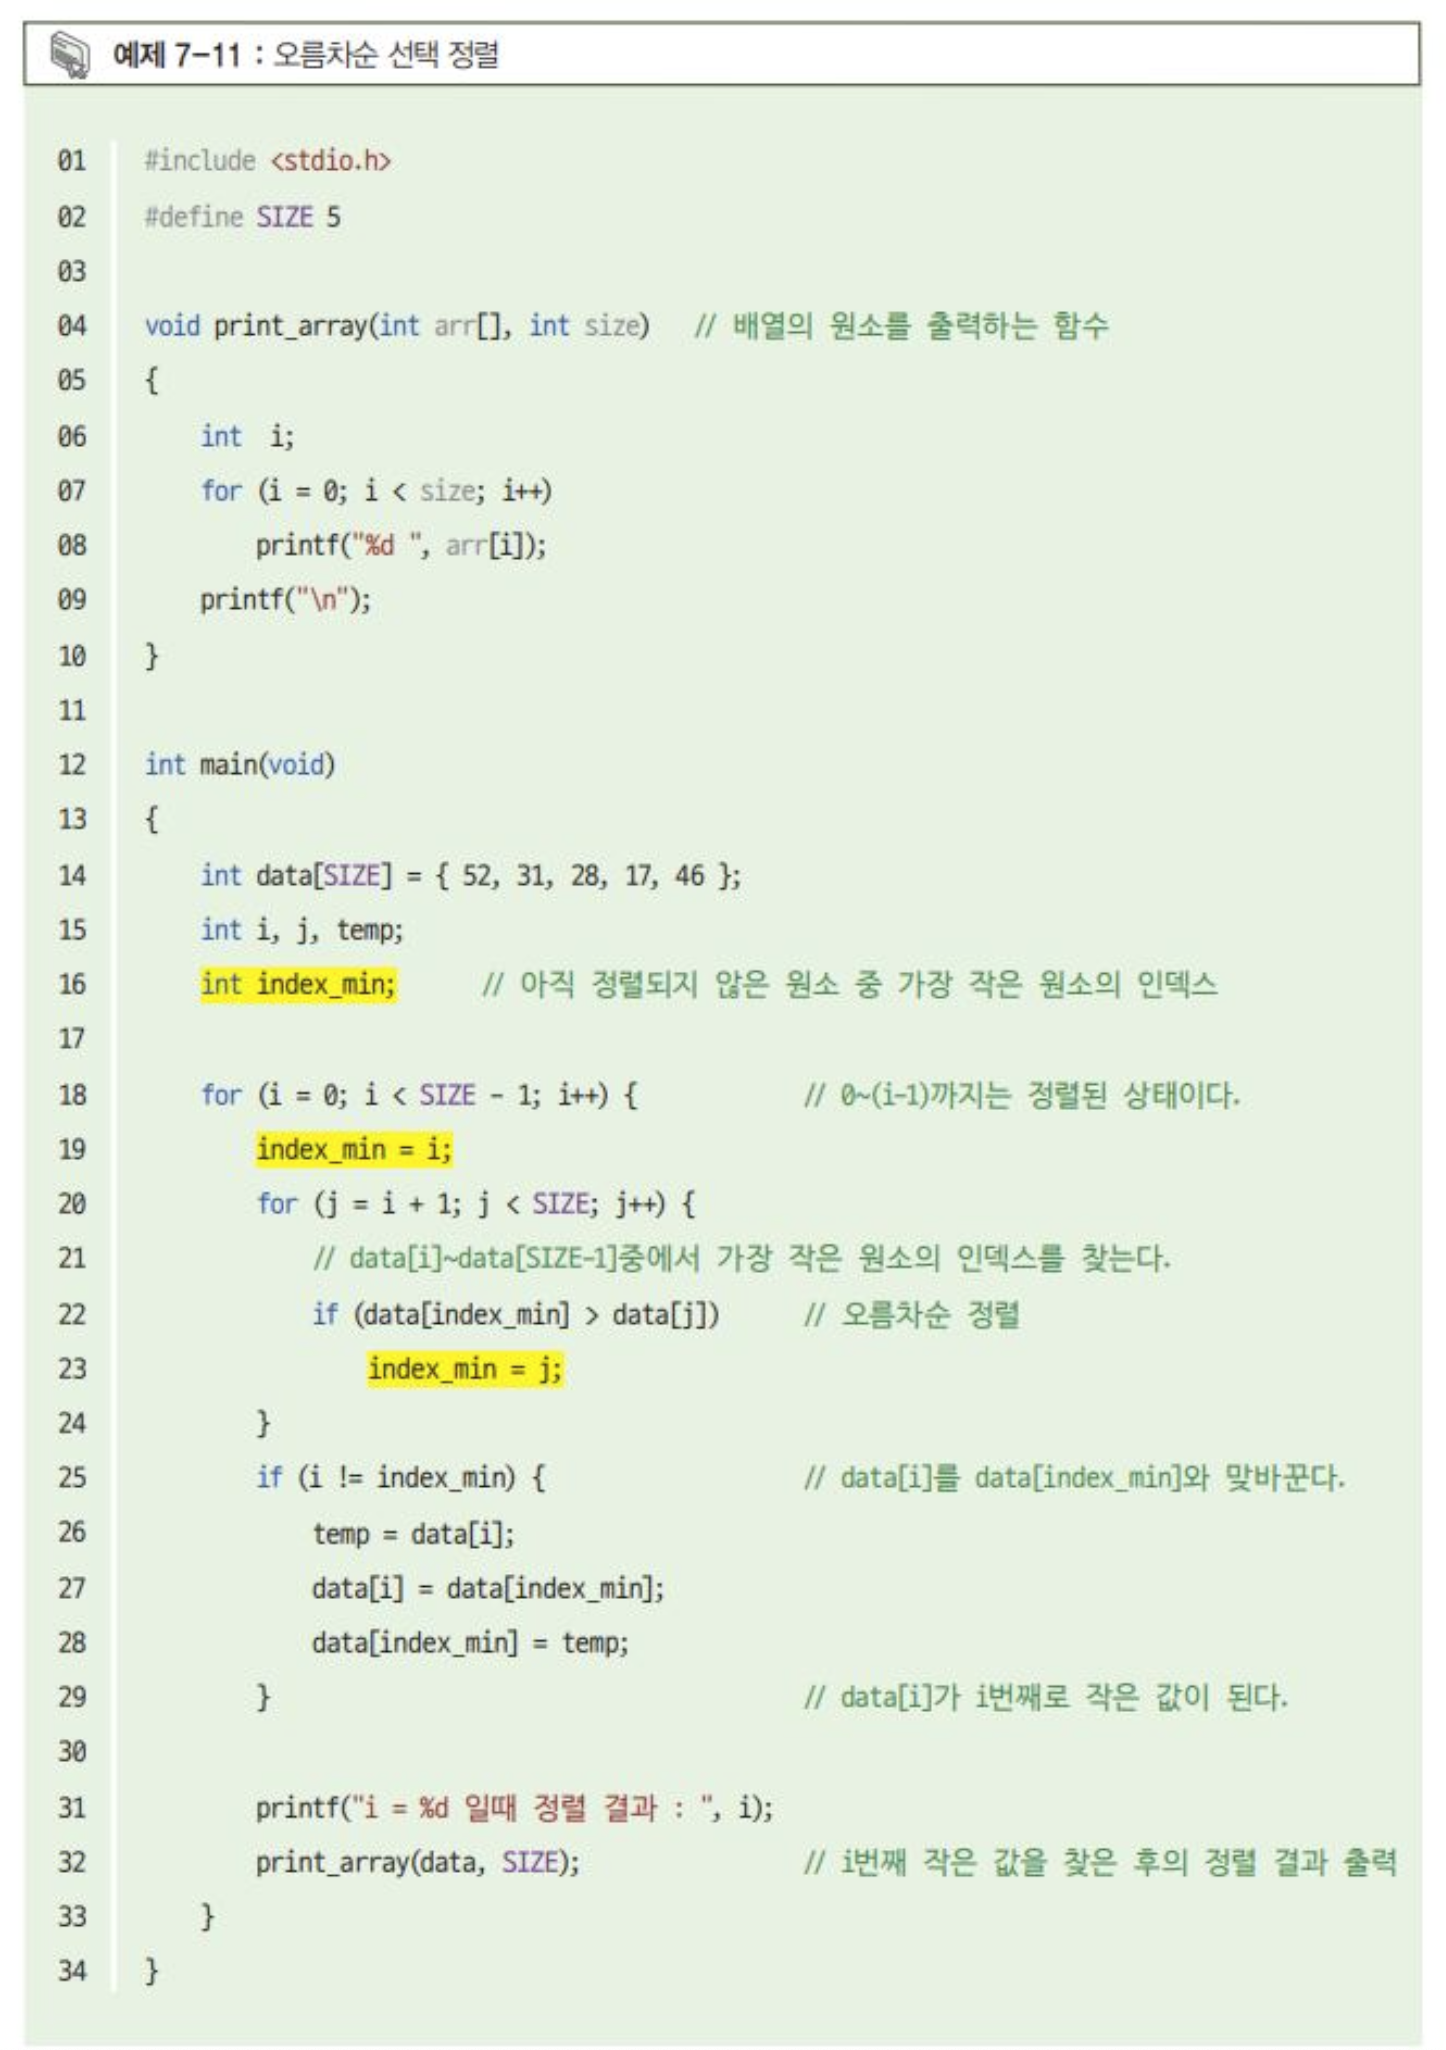 예제 7-11 : 오름차순 선택 정렬
01 #include <stdio.h>
02 #define SIZE 5
03
04 void print_array(int arr[], int size) // 배열의 원소를 출력하는 함수
05 {
06 int i;
07 for (i = 0; i < size; i++)
08 printf("%d ", arr[i]);
09 printf("\n");
10 }
11
12 int main(void)
13 {
14 int data[SIZE] = { 52, 31, 28, 17, 46 };
15 int i, j, temp;
16 int index_min; // 아직 정렬되지 않은 원소 중 가장 작은 원소의 인덱스
17
18 for (i = 0; i < SIZE - 1; i++) { // 0~(i-1)까지는 정렬된 상태이다.
19 index_min = i;
20 for (j = i + 1; j < SIZE; j++) {
21 // data[i]~data[SIZE-1]중에서 가장 작은 원소의 인덱스를 찾는다.
22 if (data[index_min] > data[j]) // 오름차순 정렬
23 index_min = j;
24 }
25 if (i != index_min) { // data[i]를 data[index_min]와 맞바꾼다.
26 temp = data[i];
27 data[i] = data[index_min];
28 data[index_min] = temp;
29 } // data[i]가 i번째로 작은 값이 된다.
30
31 printf("i = %d 일때 정렬 결과 : ", i);
32 print_array(data, SIZE); // i번째 작은 값을 찾은 후의 정렬 결과 출력
33 }
34 }